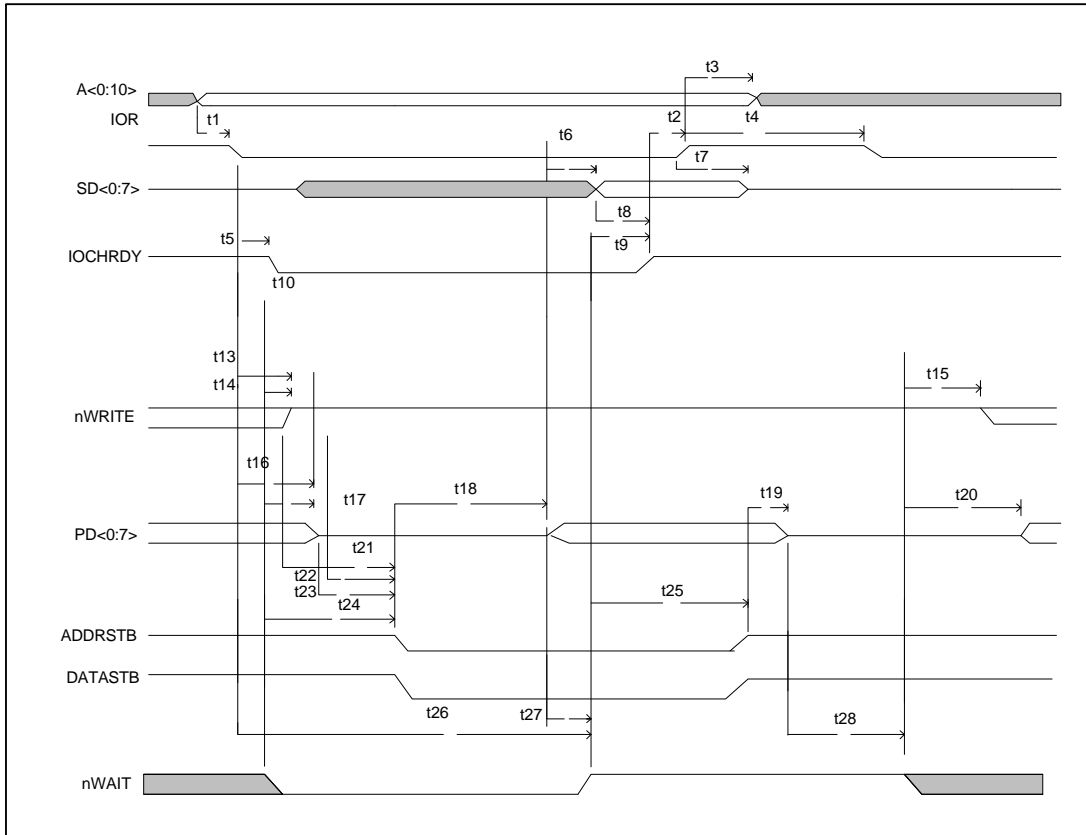 t3
A<0:10>
t1
t2
t4
IOR
t6
t7
SD<0:7>
t8
t5
t9
IOCHRDY
t10
t13
t14
t15
nWRITE
t16
t17
t18
t19
t20
PD<0:7>
t21
t22
t23
t24
t25
ADDRSTB
DATASTB
t26
t27
t28
nWAIT